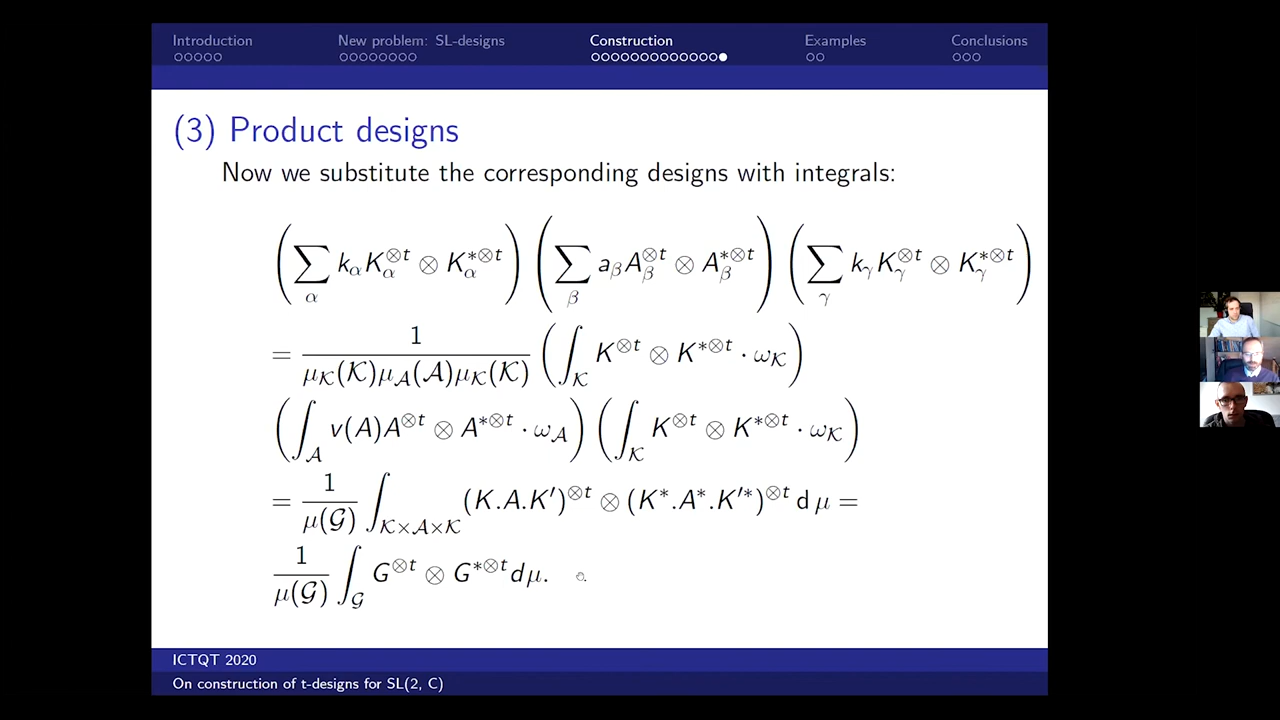 Introduction New problem: SL-designs Construction Examples Conclusions
(3) Product designs
Now we substitute the corresponding designs with integrals:
(∑_α k_α K_α^{⊗t} ⊗ K_α^{*⊗t}) (∑_β a_β A_β^{⊗t} ⊗ A_β^{*⊗t}) (∑_γ k_γ K_γ^{⊗t} ⊗ K_γ^{*⊗t})
= 1/(μ_𝒦(𝒦)μ_𝒜(𝒜)μ_𝒦(𝒦)) (∫_𝒦 K^{⊗t} ⊗ K^{*⊗t} · ω_𝒦)
(∫_𝒜 v(A)A^{⊗t} ⊗ A^{*⊗t} · ω_𝒜) (∫_𝒦 K^{⊗t} ⊗ K^{*⊗t} · ω_𝒦)
= 1/μ(𝒢) ∫_{𝒦×𝒜×𝒦} (K.A.K′)^{⊗t} ⊗ (K*.A*.K′*)^{⊗t} d μ =
1/μ(𝒢) ∫_𝒢 G^{⊗t} ⊗ G^{*⊗t} dμ.
ICTQT 2020
On construction of t-designs for SL(2, C)